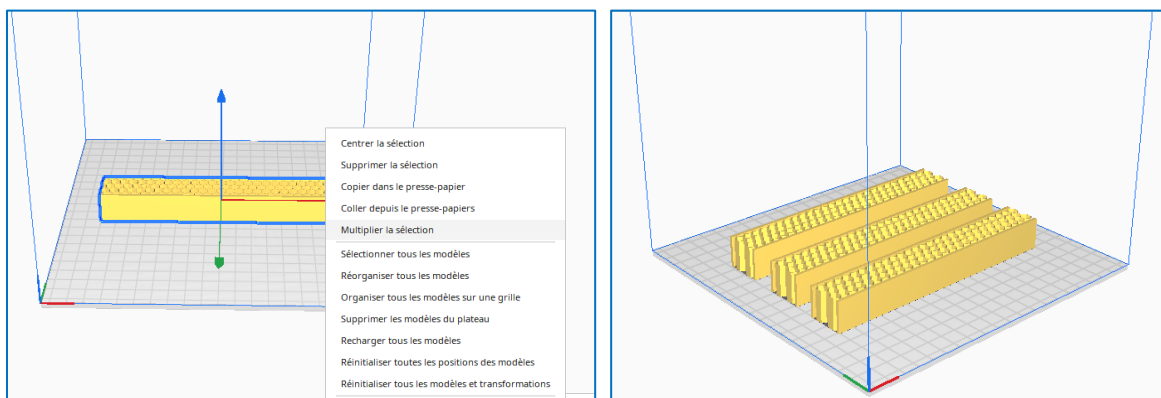 Centrer la sélection
Supprimer la sélection
Copier dans le presse-papier
Coller depuis le presse-papiers
Multiplier la sélection
Sélectionner tous les modèles
Réorganiser tous les modèles
Organiser tous les modèles sur une grille
Supprimer les modèles du plateau
Recharger tous les modèles
Réinitialiser toutes les positions des modèles
Réinitialiser tous les modèles et transformations